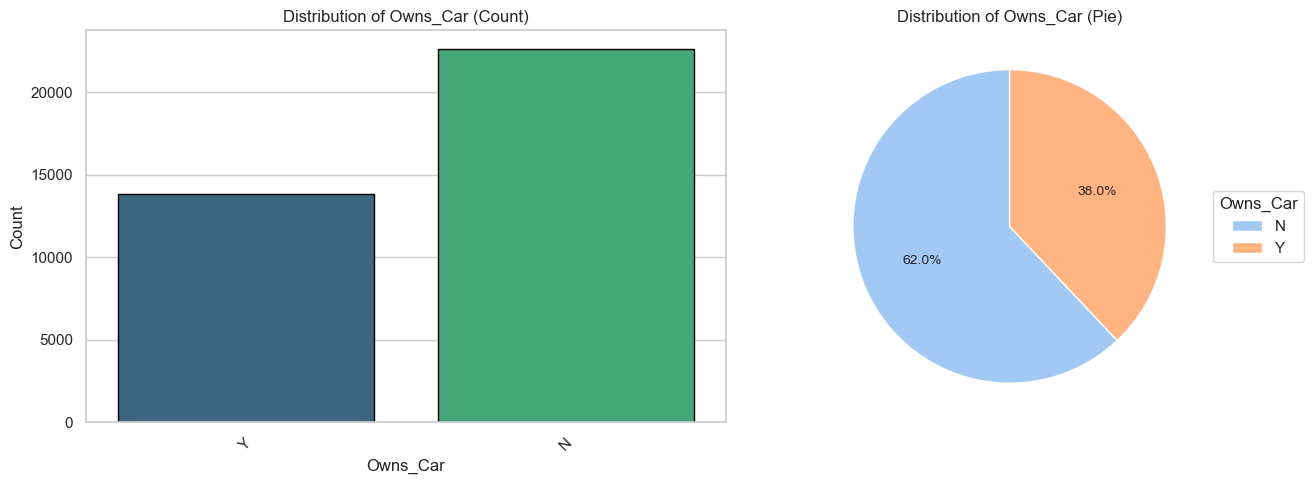 Distribution of Owns_Car (Count)
Count
20000
15000
10000
5000
0
Y
N
Owns_Car
Distribution of Owns_Car (Pie)
38.0%
62.0%
Owns_Car
N
Y